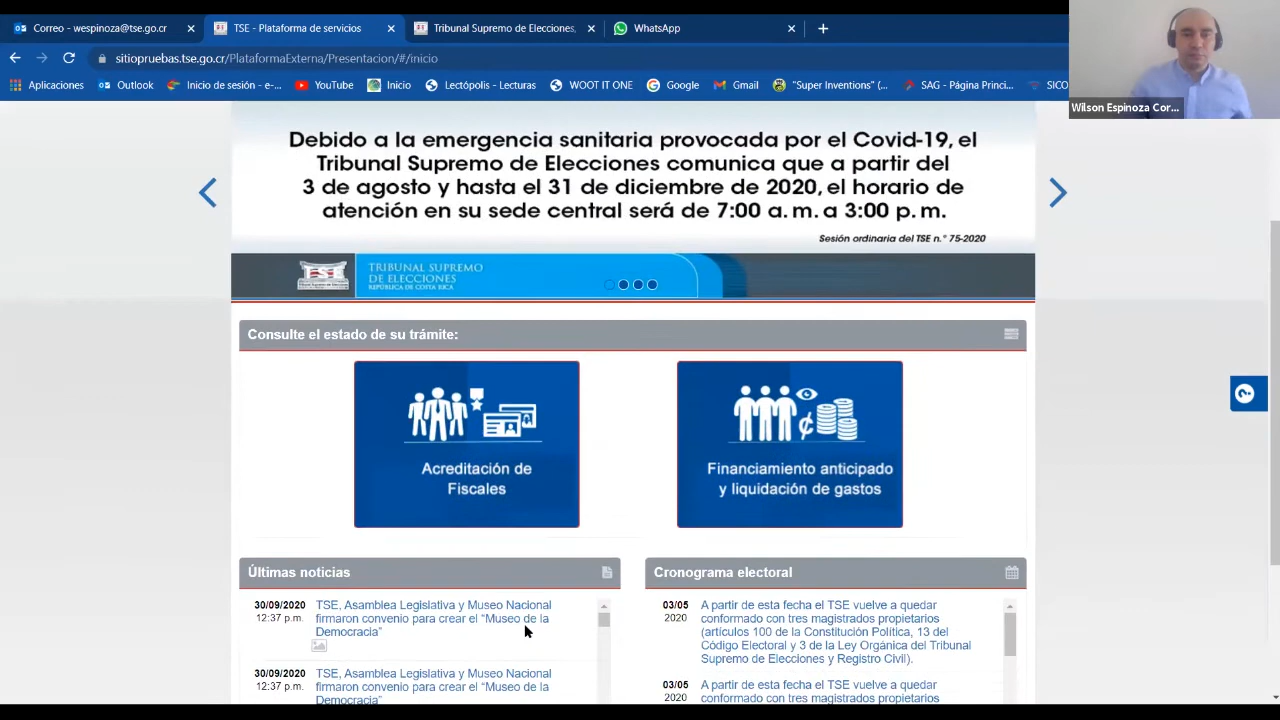 Correo - wespinoza@tse.go.cr
TSE - Plataforma de servicios
Tribunal Supremo de Elecciones,
WhatsApp
sitiopruebas.tse.go.cr/PlataformaExterna/Presentacion/#/inicio
Aplicaciones
Outlook
Inicio de sesión - e-...
YouTube
Inicio
Lectópolis - Lecturas
WOOT IT ONE
Google
Gmail
"Super Inventions" (...
SAG - Página Princi...
SICO
Wilson Espinoza Cor...
Debido a la emergencia sanitaria provocada por el Covid-19, el
Tribunal Supremo de Elecciones comunica que a partir del
3 de agosto y hasta el 31 de diciembre de 2020, el horario de
atención en su sede central será de 7:00 a. m. a 3:00 p. m.
Sesión ordinaria del TSE n.° 75-2020
TSE
TRIBUNAL SUPREMO
DE ELECCIONES
REPÚBLICA DE COSTA RICA
Consulte el estado de su trámite:
Acreditación de
Fiscales
Financiamiento anticipado
y liquidación de gastos
Últimas noticias
30/09/2020
12:37 p.m.
TSE, Asamblea Legislativa y Museo Nacional
firmaron convenio para crear el “Museo de la
Democracia”
30/09/2020
12:37 p.m.
TSE, Asamblea Legislativa y Museo Nacional
firmaron convenio para crear el “Museo de la
Democracia”
Cronograma electoral
03/05
2020
A partir de esta fecha el TSE vuelve a quedar
conformado con tres magistrados propietarios
(artículos 100 de la Constitución Política, 13 del
Código Electoral y 3 de la Ley Orgánica del Tribunal
Supremo de Elecciones y Registro Civil).
03/05
2020
A partir de esta fecha el TSE vuelve a quedar
conformado con tres magistrados propietarios